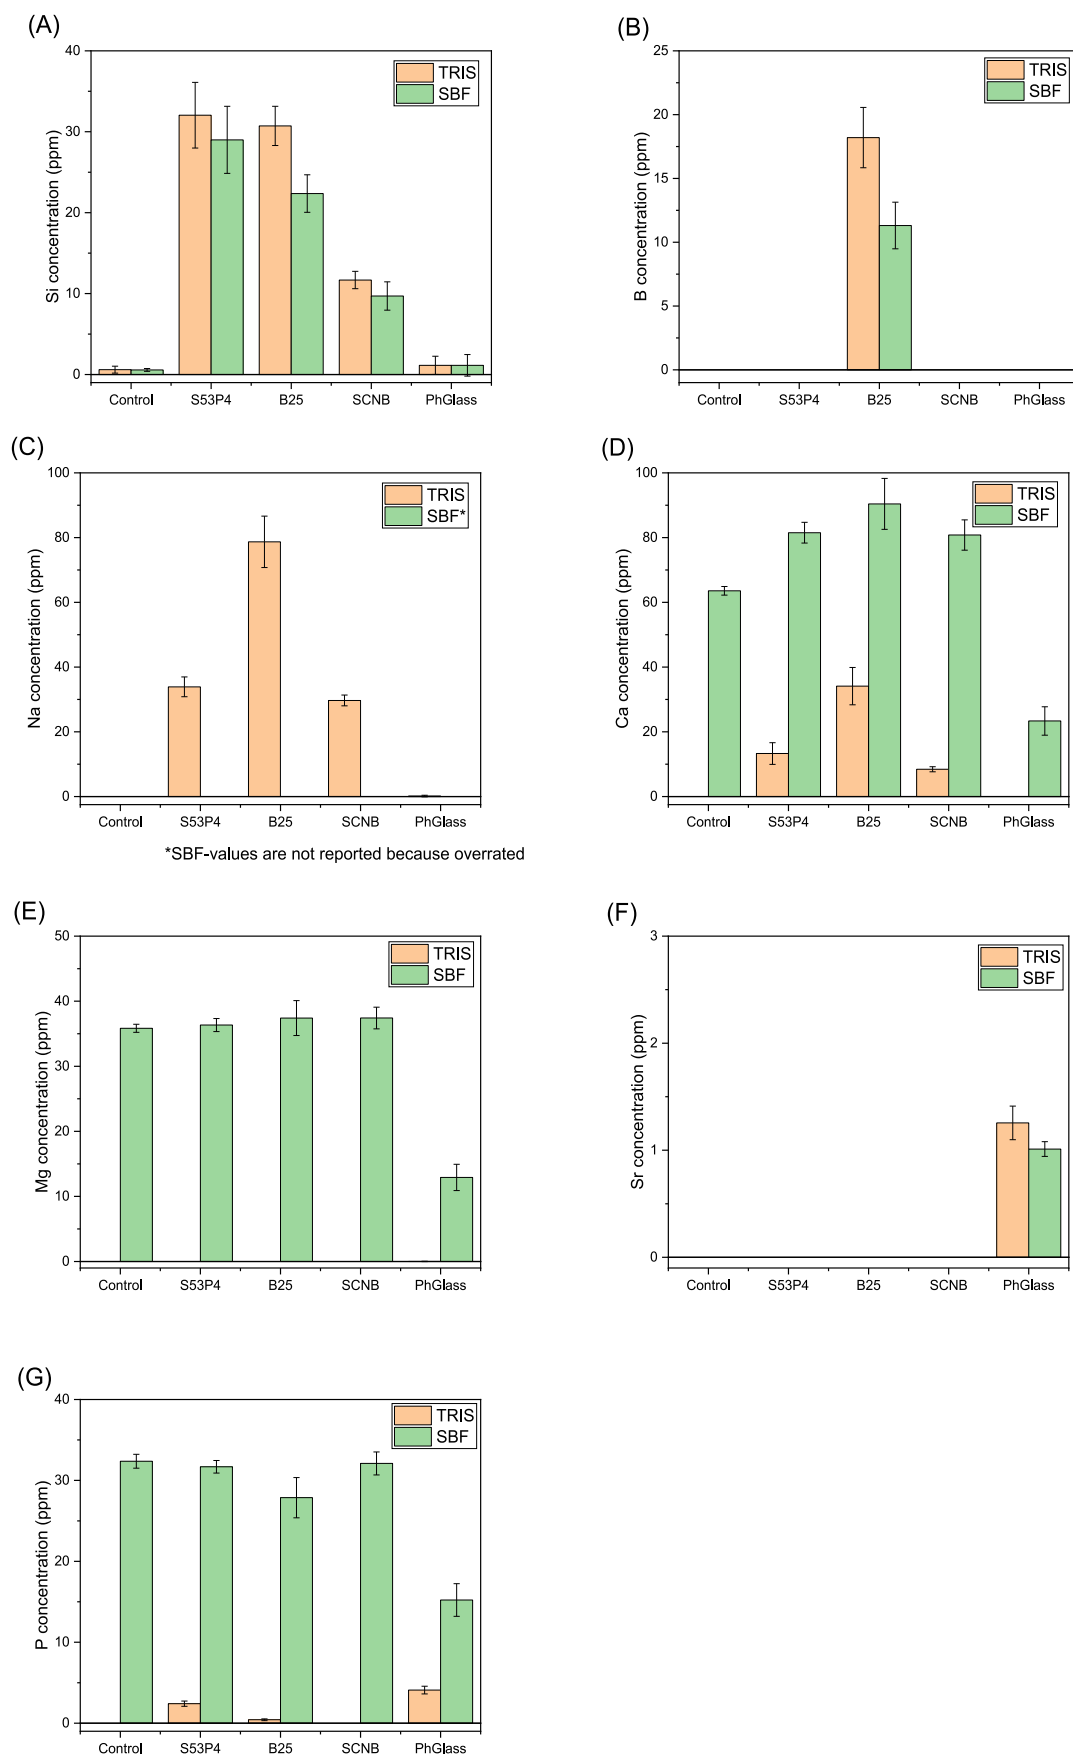 (A)
40
30
20
10
0
Si concentration (ppm)
TRIS
SBF
Control S53P4 B25 SCNB PhGlass
(B)
25
20
15
10
5
0
B concentration (ppm)
TRIS
SBF
Control S53P4 B25 SCNB PhGlass
(C)
100
80
60
40
20
0
Na concentration (ppm)
TRIS
SBF*
Control S53P4 B25 SCNB PhGlass
*SBF-values are not reported because overrated
(D)
100
80
60
40
20
0
Ca concentration (ppm)
TRIS
SBF
Control S53P4 B25 SCNB PhGlass
(E)
50
40
30
20
10
0
Mg concentration (ppm)
TRIS
SBF
Control S53P4 B25 SCNB PhGlass
(F)
3
2
1
0
Sr concentration (ppm)
TRIS
SBF
Control S53P4 B25 SCNB PhGlass
(G)
40
30
20
10
0
P concentration (ppm)
TRIS
SBF
Control S53P4 B25 SCNB PhGlass